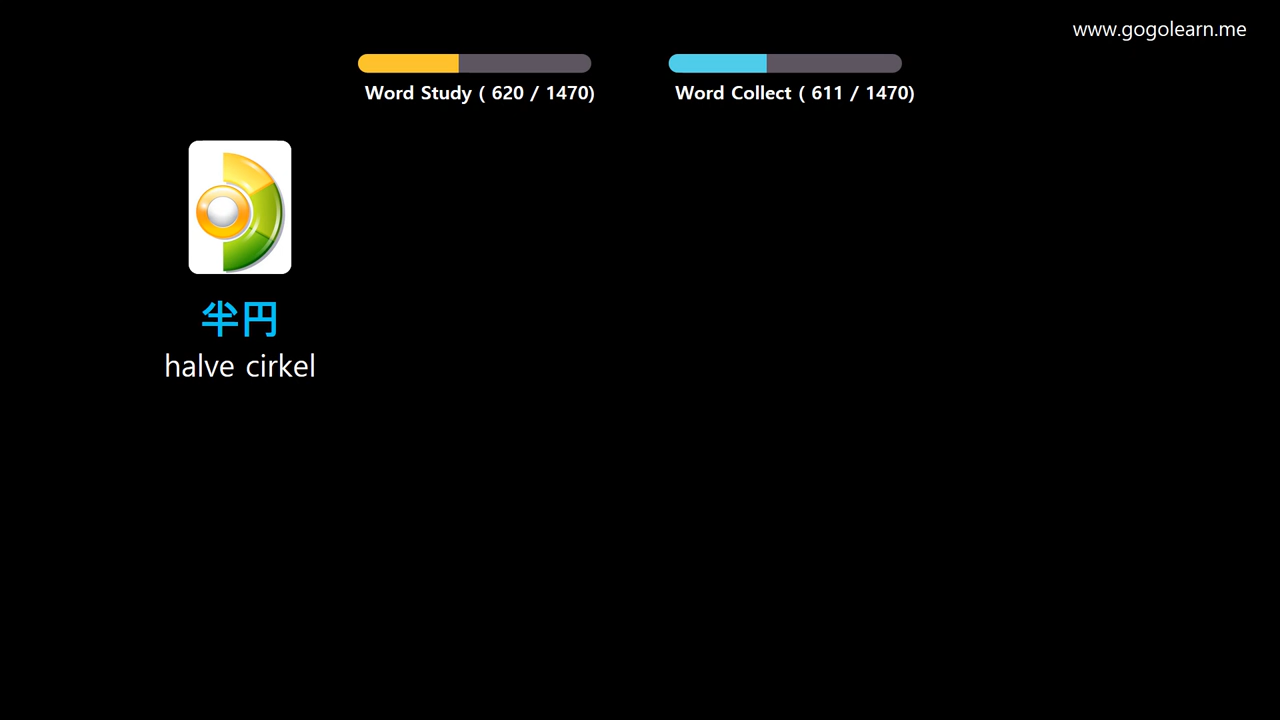 www.gogolearn.me
Word Study ( 620 / 1470)
Word Collect ( 611 / 1470)
半円
halve cirkel